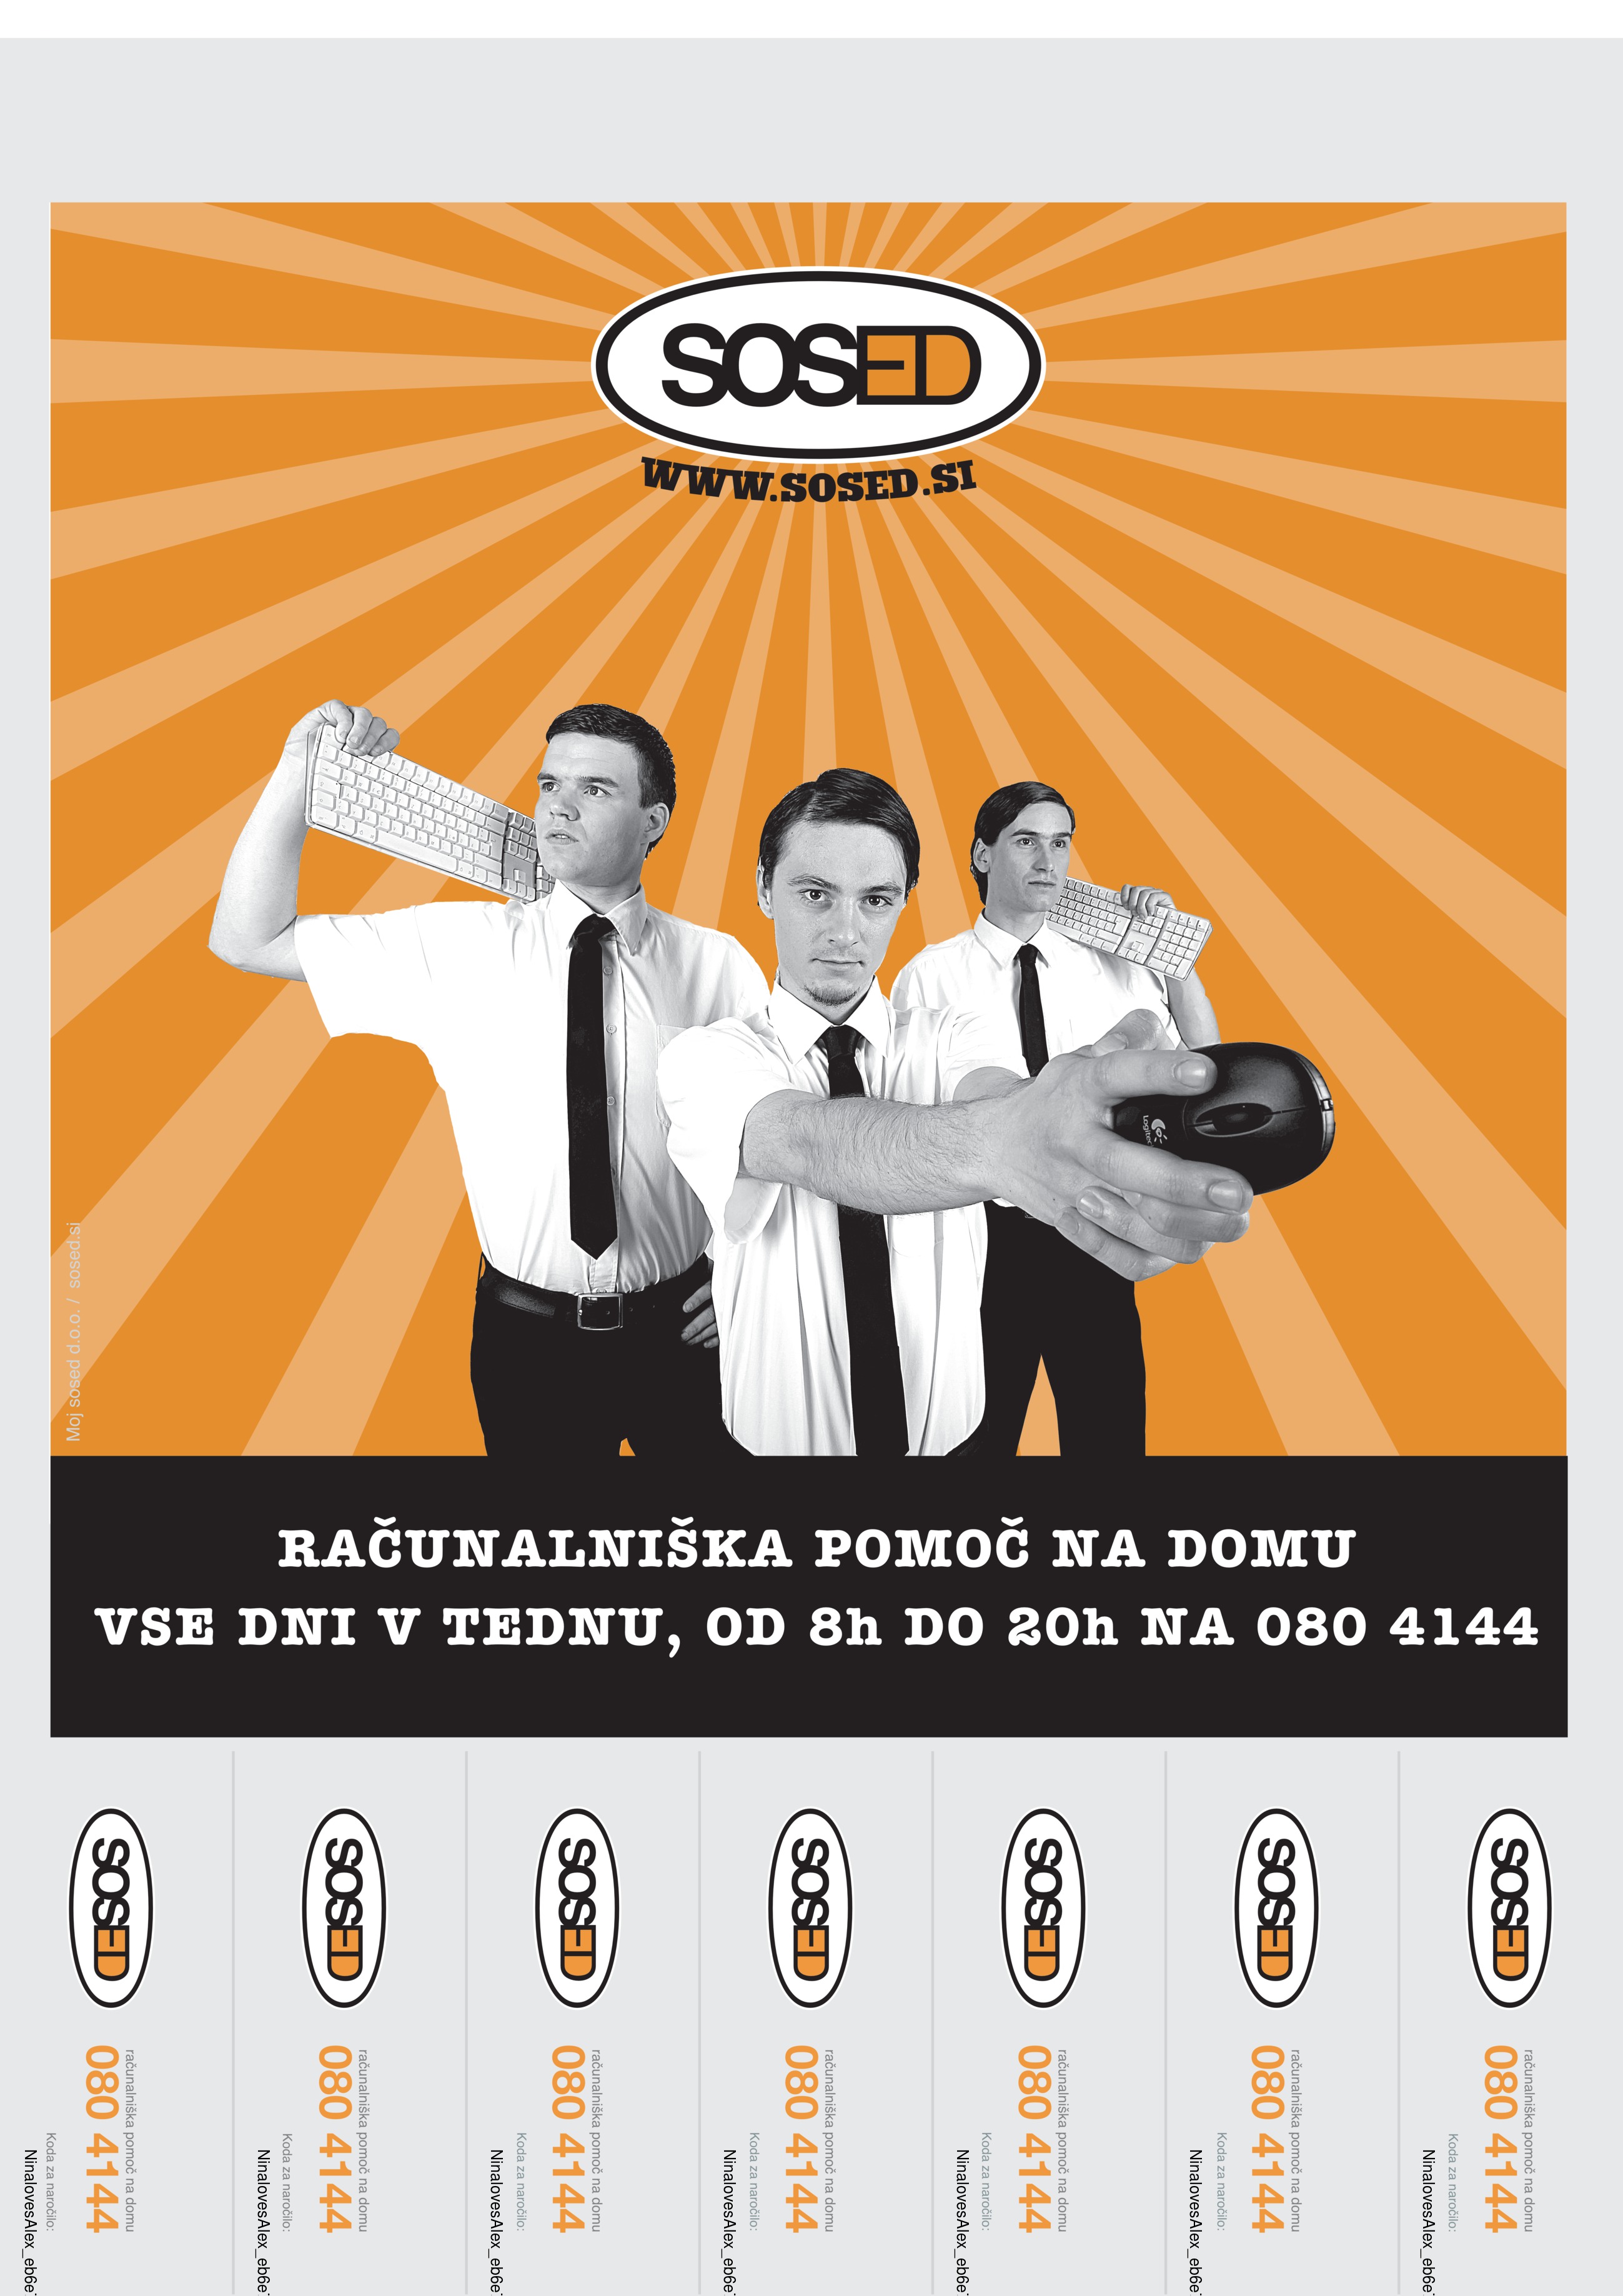 SOSED
WWW.SOSED.SI
Logitech
Moj sosed d.o.o. / sosed.si
RAČUNALNIŠKA POMOČ NA DOMU
VSE DNI V TEDNU, OD 8h DO 20h NA 080 4144
SOSED
računalniška pomoč na domu
080 4144
Koda za naročilo:
NinalovesAlex_eb6e
SOSED
računalniška pomoč na domu
080 4144
Koda za naročilo:
NinalovesAlex_eb6e
SOSED
računalniška pomoč na domu
080 4144
Koda za naročilo:
NinalovesAlex_eb6e
SOSED
računalniška pomoč na domu
080 4144
Koda za naročilo:
NinalovesAlex_eb6e
SOSED
računalniška pomoč na domu
080 4144
Koda za naročilo:
NinalovesAlex_eb6e
SOSED
računalniška pomoč na domu
080 4144
Koda za naročilo:
NinalovesAlex_eb6e
SOSED
računalniška pomoč na domu
080 4144
Koda za naročilo:
NinalovesAlex_eb6e